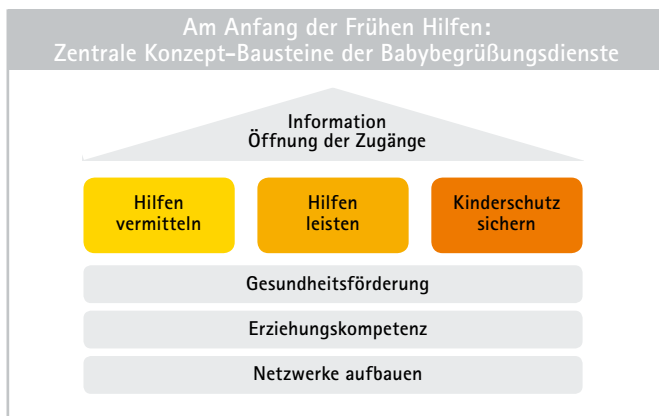 Am Anfang der Frühen Hilfen:
Zentrale Konzept-Bausteine der Babybegrüßungsdienste
Information
Öffnung der Zugänge
Hilfen
vermitteln
Hilfen
leisten
Kinderschutz
sichern
Gesundheitsförderung
Erziehungskompetenz
Netzwerke aufbauen